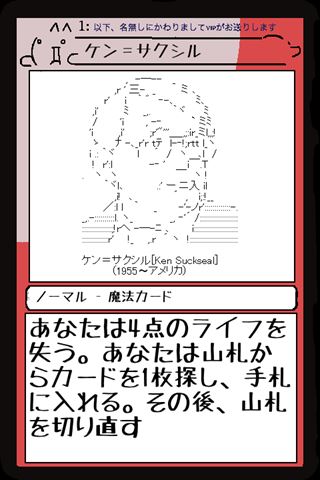 1: 以下、名無しにかわりましてVIPがお送りします
ケン＝サクシル
ケン＝サクシル[Ken Suckseal]
(1955～アメリカ)
ノーマル - 魔法カード
あなたは4点のライフを
失う。あなたは山札か
らカードを1枚探し、手札
に入れる。その後、山札
を切り直す